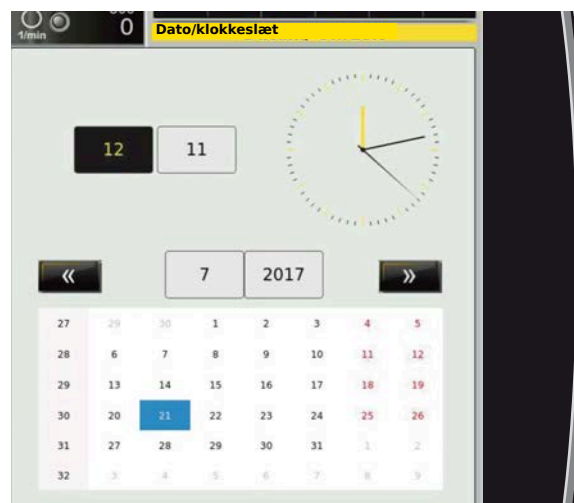 0
1/min
Dato/klokkeslæt
12 11
7 2017
27 29 30 1 2 3 4 5
28 6 7 8 9 10 11 12
29 13 14 15 16 17 18 19
30 20 21 22 23 24 25 26
31 27 28 29 30 31 1 2
32 3 4 5 6 7 8 9